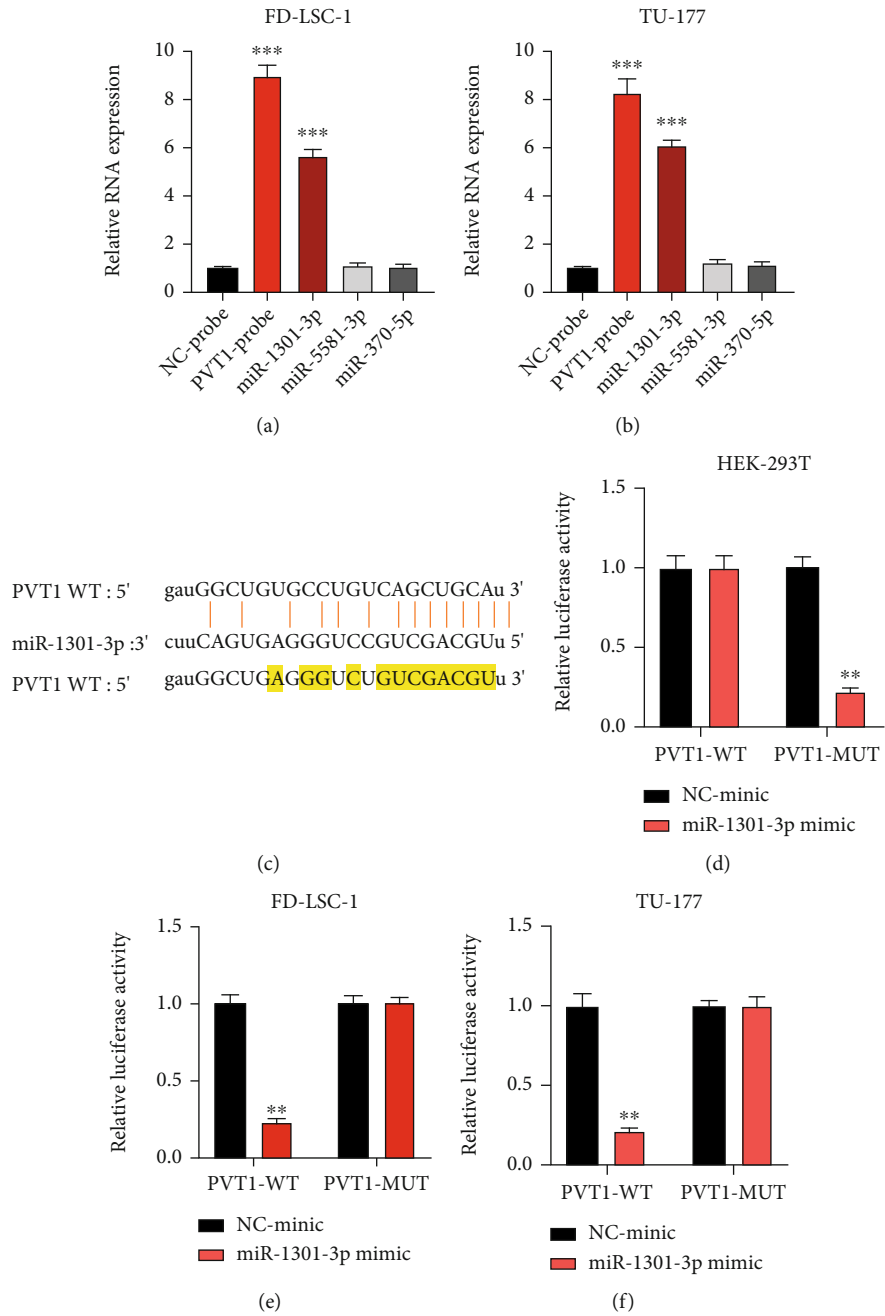 FD-LSC-1
Relative RNA expression
10
8
6
4
2
0
***
***
NC-probe
PVT1-probe
miR-1301-3p
miR-5581-3p
miR-370-5p
(a)
TU-177
Relative RNA expression
10
8
6
4
2
0
***
***
NC-probe
PVT1-probe
miR-1301-3p
miR-5581-3p
miR-370-5p
(b)
PVT1 WT : 5' gauGGCUGUGCCUGUCAGCUGCAu 3'
miR-1301-3p :3' cuuCAGUGAGGGUCCGUCGACGUu 5'
PVT1 WT : 5' gauGGCUGAGGGUCUGUCGACGUu 3'
(c)
HEK-293T
Relative luciferase activity
1.5
1.0
0.5
0.0
**
PVT1-WT PVT1-MUT
NC-minic
miR-1301-3p mimic
(d)
FD-LSC-1
Relative luciferase activity
1.5
1.0
0.5
0.0
**
PVT1-WT PVT1-MUT
NC-minic
miR-1301-3p mimic
(e)
TU-177
Relative luciferase activity
1.5
1.0
0.5
0.0
**
PVT1-WT PVT1-MUT
NC-minic
miR-1301-3p mimic
(f)